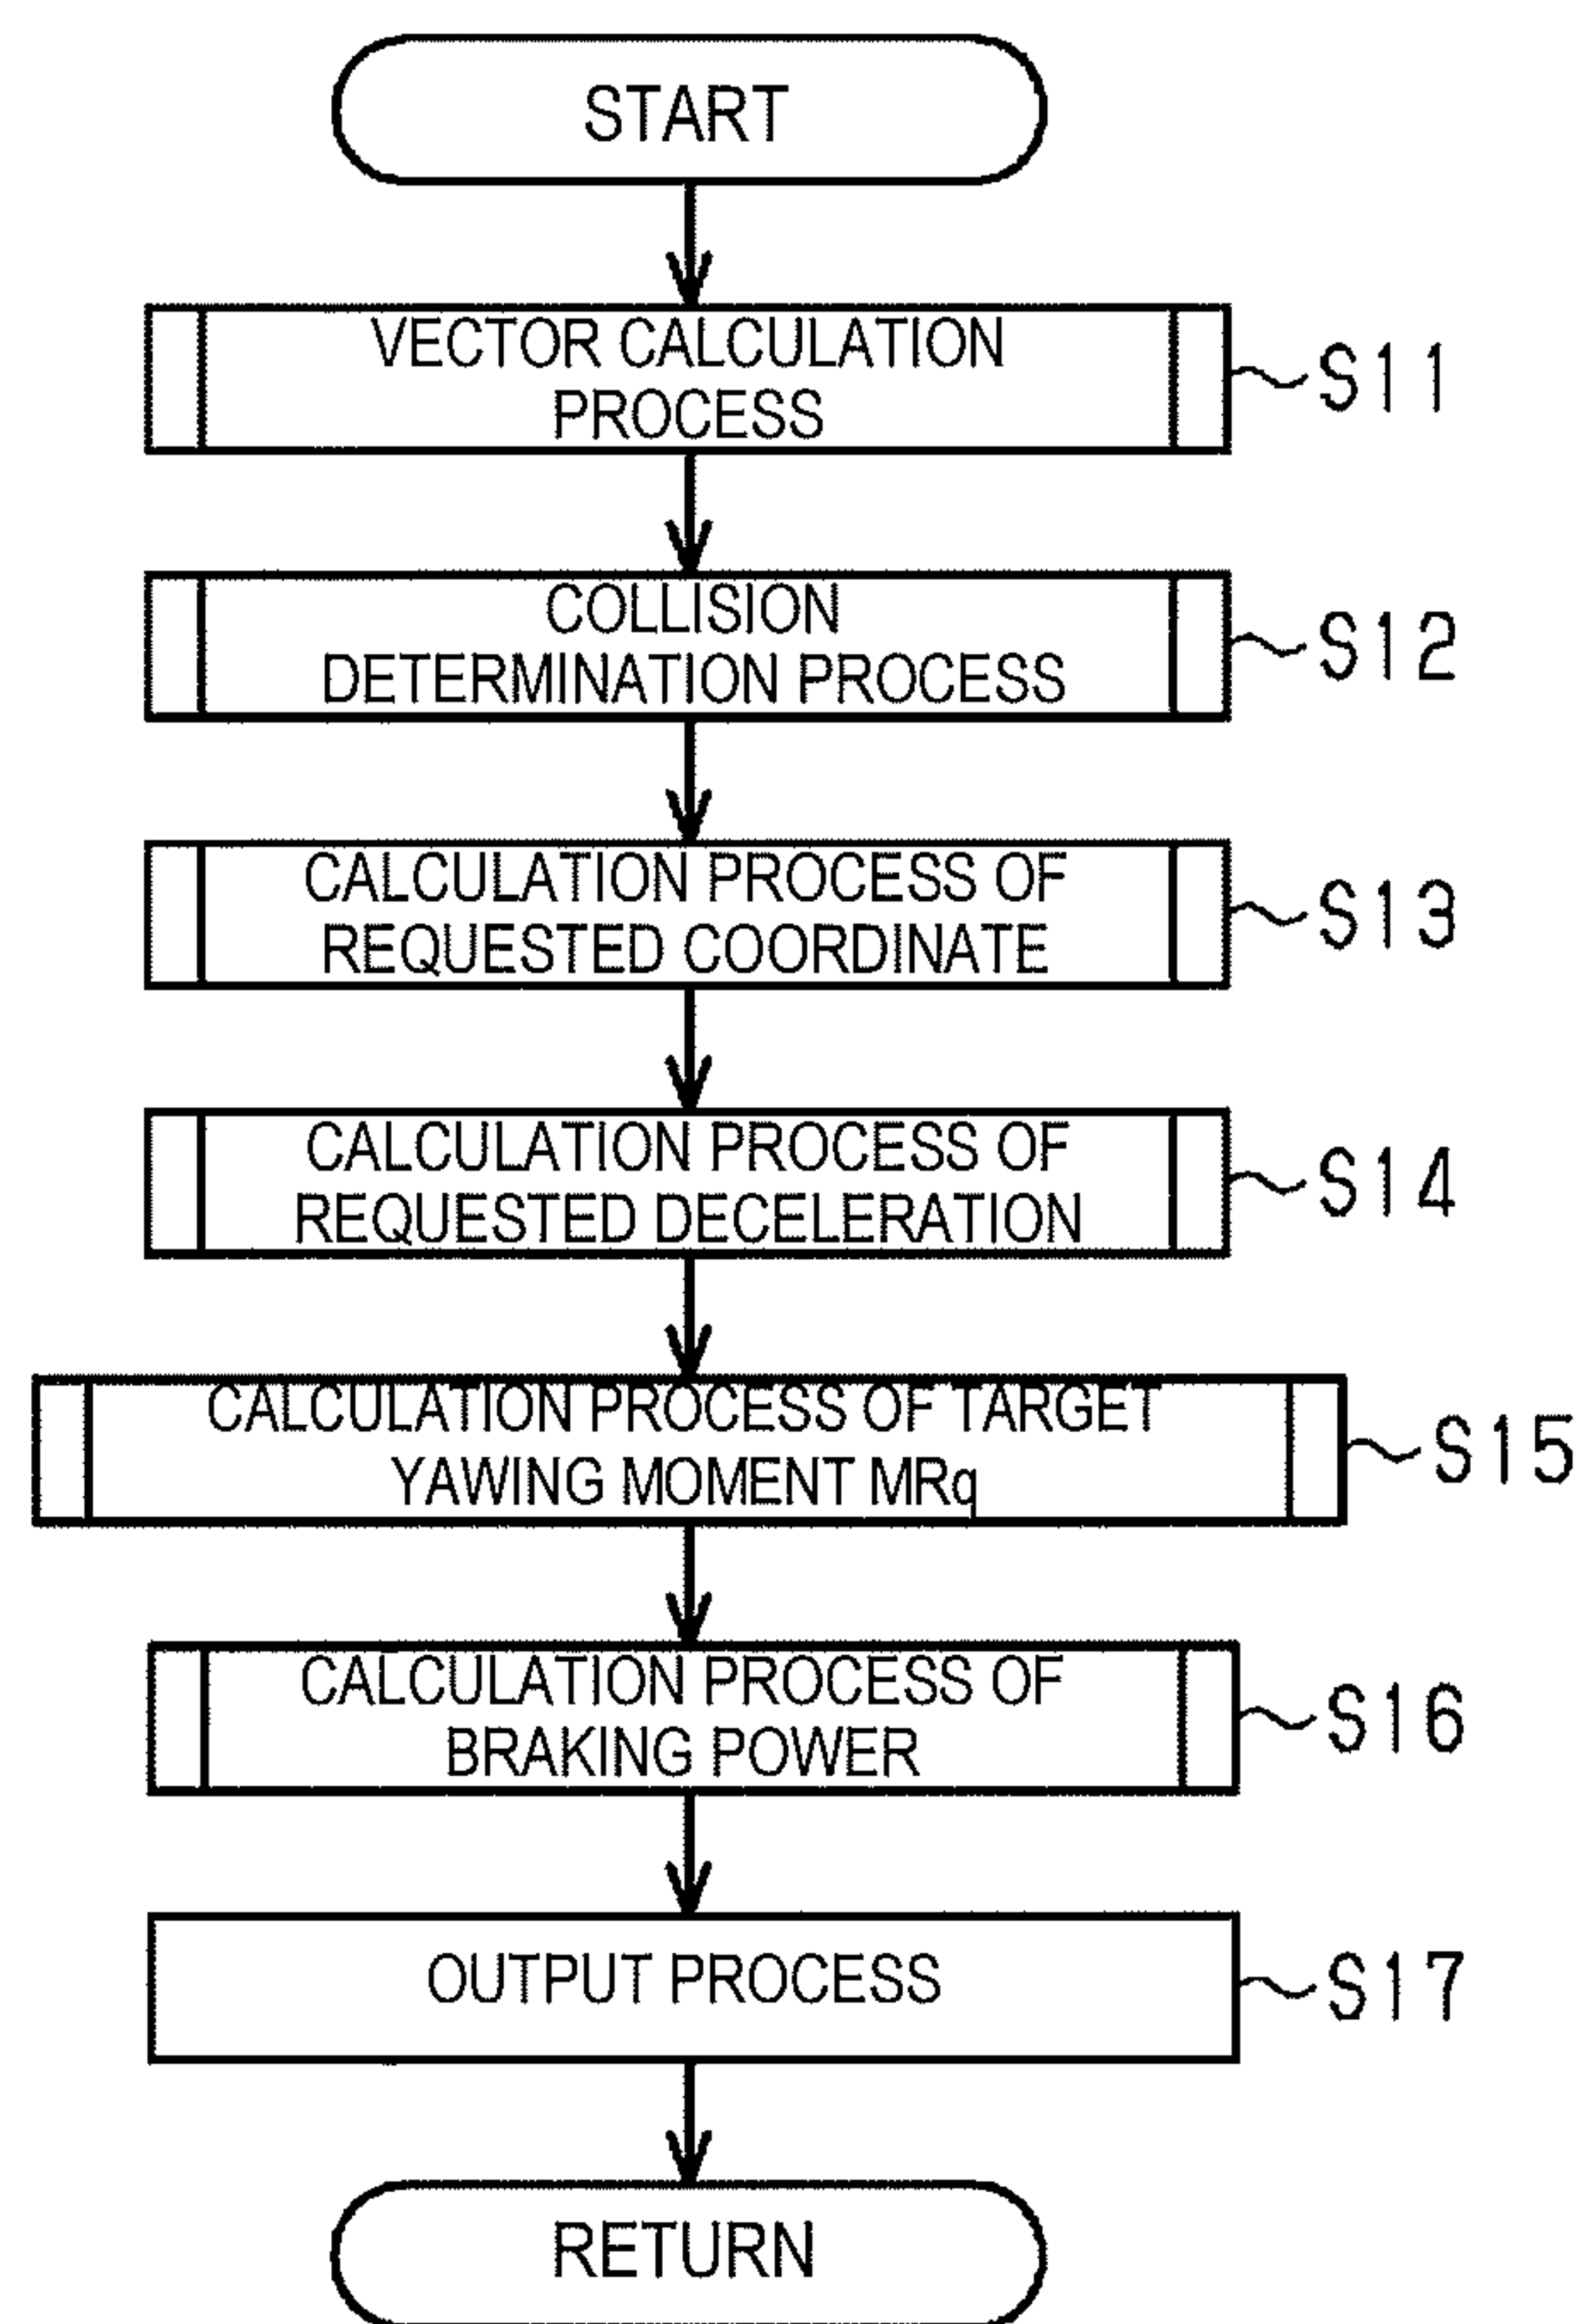 START
VECTOR CALCULATION
PROCESS
S11
COLLISION
DETERMINATION PROCESS
S12
CALCULATION PROCESS OF
REQUESTED COORDINATE
S13
CALCULATION PROCESS OF
REQUESTED DECELERATION
S14
CALCULATION PROCESS OF TARGET
YAWING MOMENT MRq
S15
CALCULATION PROCESS OF
BRAKING POWER
S16
OUTPUT PROCESS
S17
RETURN